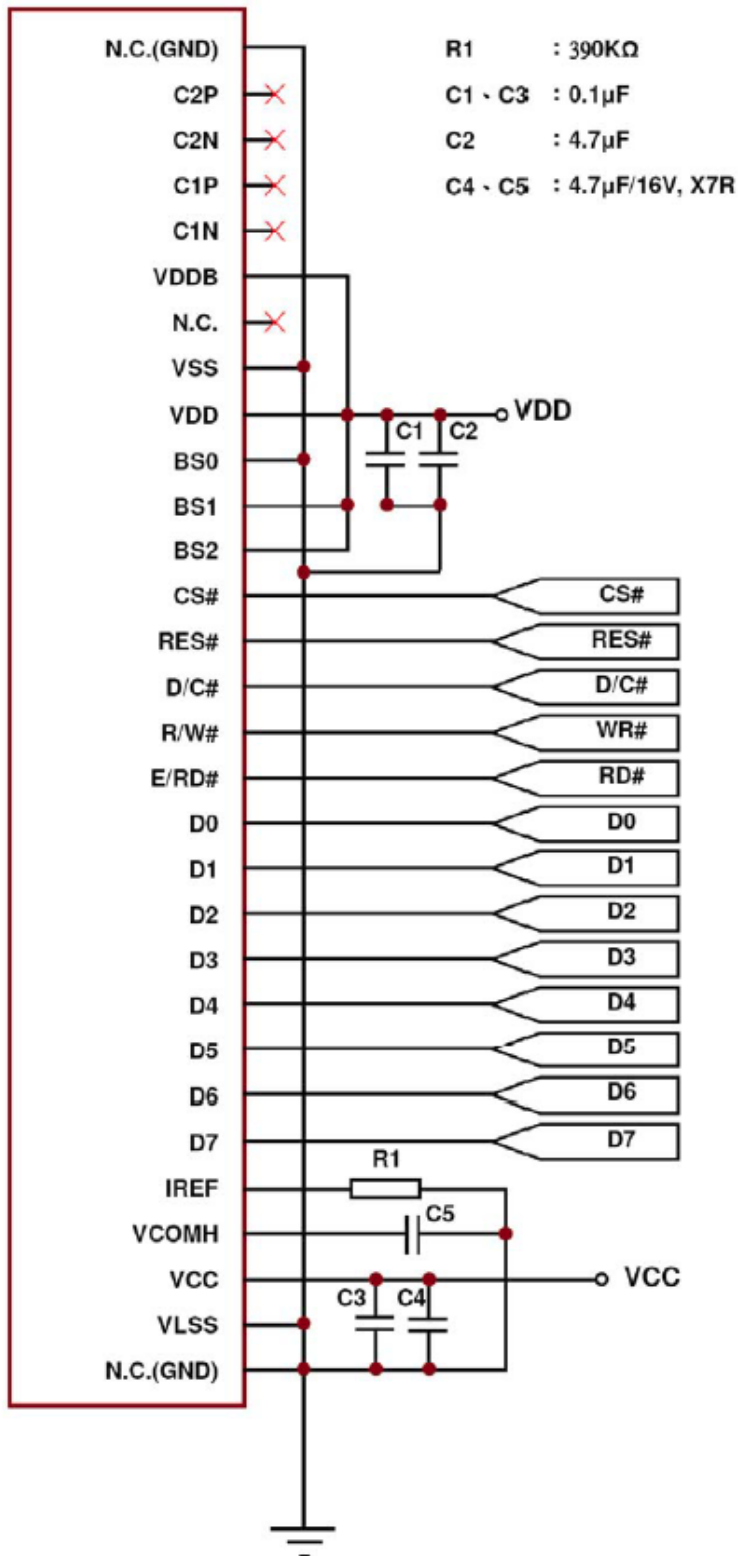 N.C.(GND)
R1 : 390KΩ
C2P
C1、C3 : 0.1µF
C2N
C2 : 4.7µF
C1P
C4、C5 : 4.7µF/16V, X7R
C1N
VDDB
N.C.
VSS
VDD
VDD
C1 C2
BS0
BS1
BS2
CS# CS#
RES# RES#
D/C# D/C#
R/W# WR#
E/RD# RD#
D0 D0
D1 D1
D2 D2
D3 D3
D4 D4
D5 D5
D6 D6
D7 D7
R1
IREF
C5
VCOMH
VCC VCC
C3 C4
VLSS
N.C.(GND)